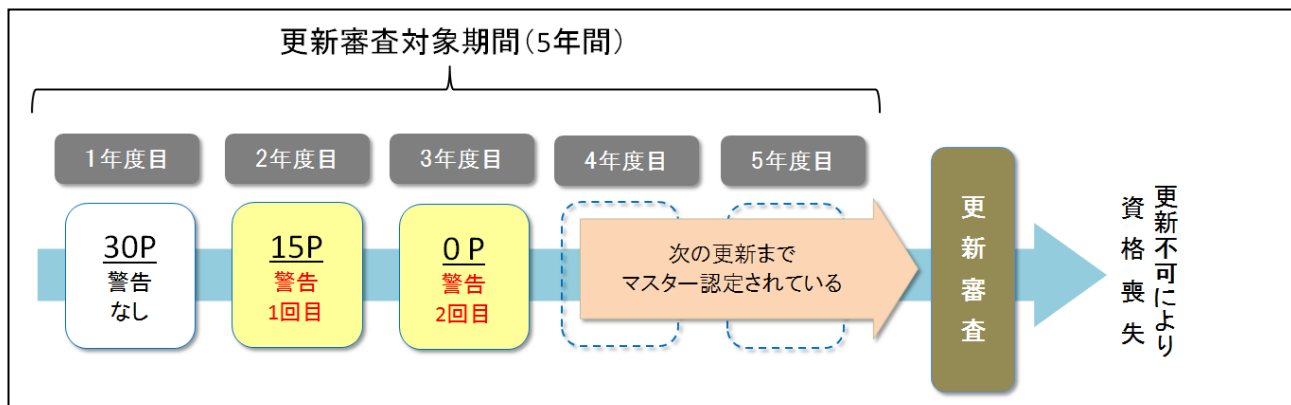 更新審査対象期間（5年間）
1年度目
2年度目
3年度目
4年度目
5年度目
30P
警告
なし
15P
警告
1回目
0P
警告
2回目
次の更新まで
マスター認定されている
更新審査
更新不可により
資格喪失